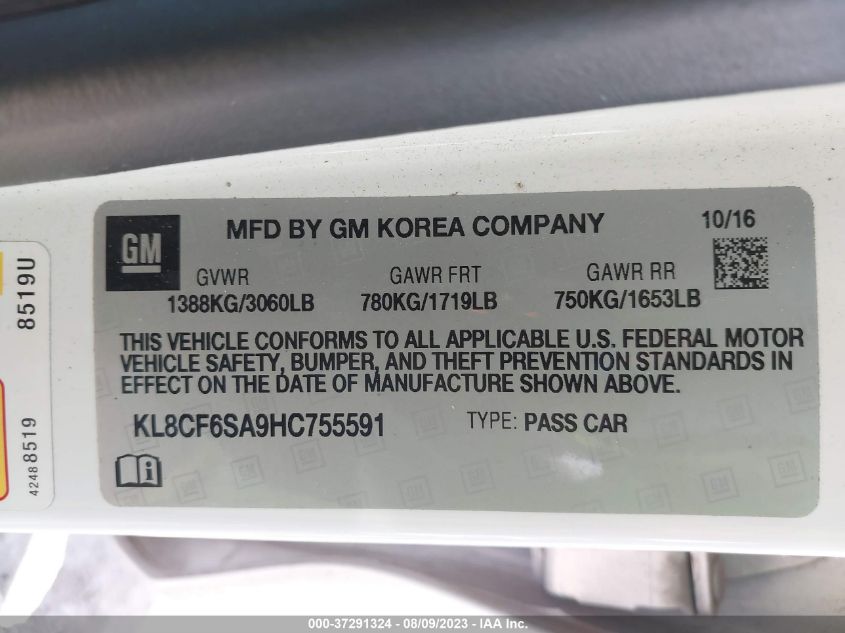 GM
MFD BY GM KOREA COMPANY
10/16
GVWR
GAWR FRT
GAWR RR
1388KG/3060LB
780KG/1719LB
750KG/1653LB
THIS VEHICLE CONFORMS TO ALL APPLICABLE U.S. FEDERAL MOTOR
VEHICLE SAFETY, BUMPER, AND THEFT PREVENTION STANDARDS IN
EFFECT ON THE DATE OF MANUFACTURE SHOWN ABOVE.
KL8CF6SA9HC755591
TYPE: PASS CAR
8519U
42488519
000-37291324 - 08/09/2023 - IAA Inc.